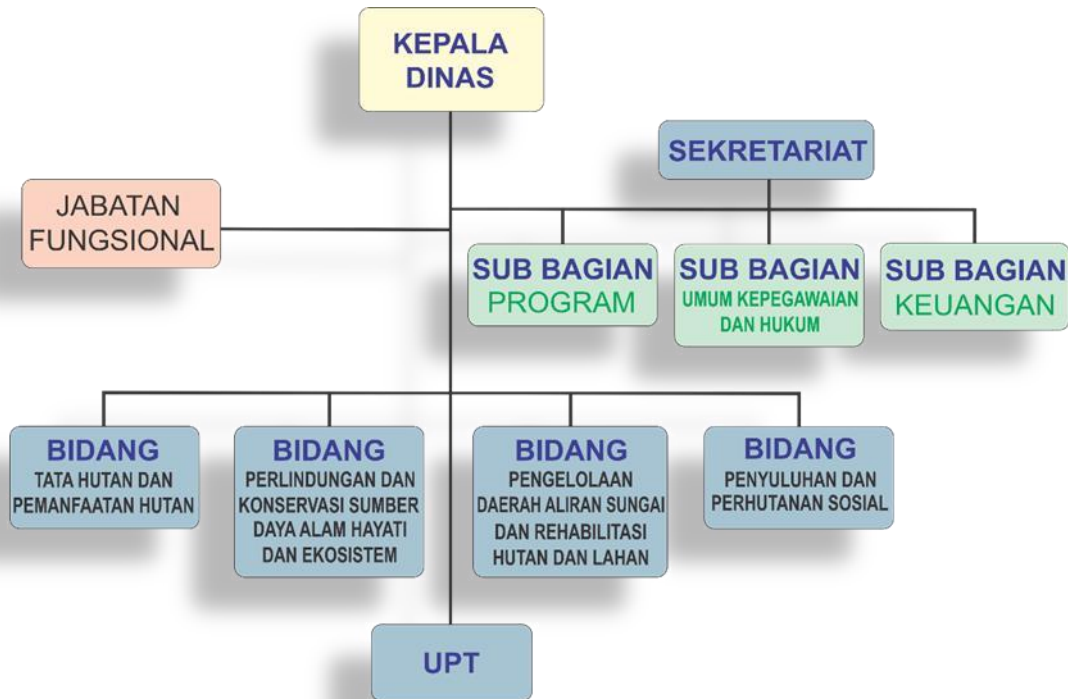 KEPALA
DINAS
SEKRETARIAT
JABATAN
FUNGSIONAL
SUB BAGIAN
PROGRAM
SUB BAGIAN
UMUM KEPEGAWAIAN
DAN HUKUM
SUB BAGIAN
KEUANGAN
BIDANG
TATA HUTAN DAN
PEMANFAATAN HUTAN
BIDANG
PERLINDUNGAN DAN
KONSERVASI SUMBER
DAYA ALAM HAYATI
DAN EKOSISTEM
BIDANG
PENGELOLAAN
DAERAH ALIRAN SUNGAI
DAN REHABILITASI
HUTAN DAN LAHAN
BIDANG
PENYULUHAN DAN
PERHUTANAN SOSIAL
UPT